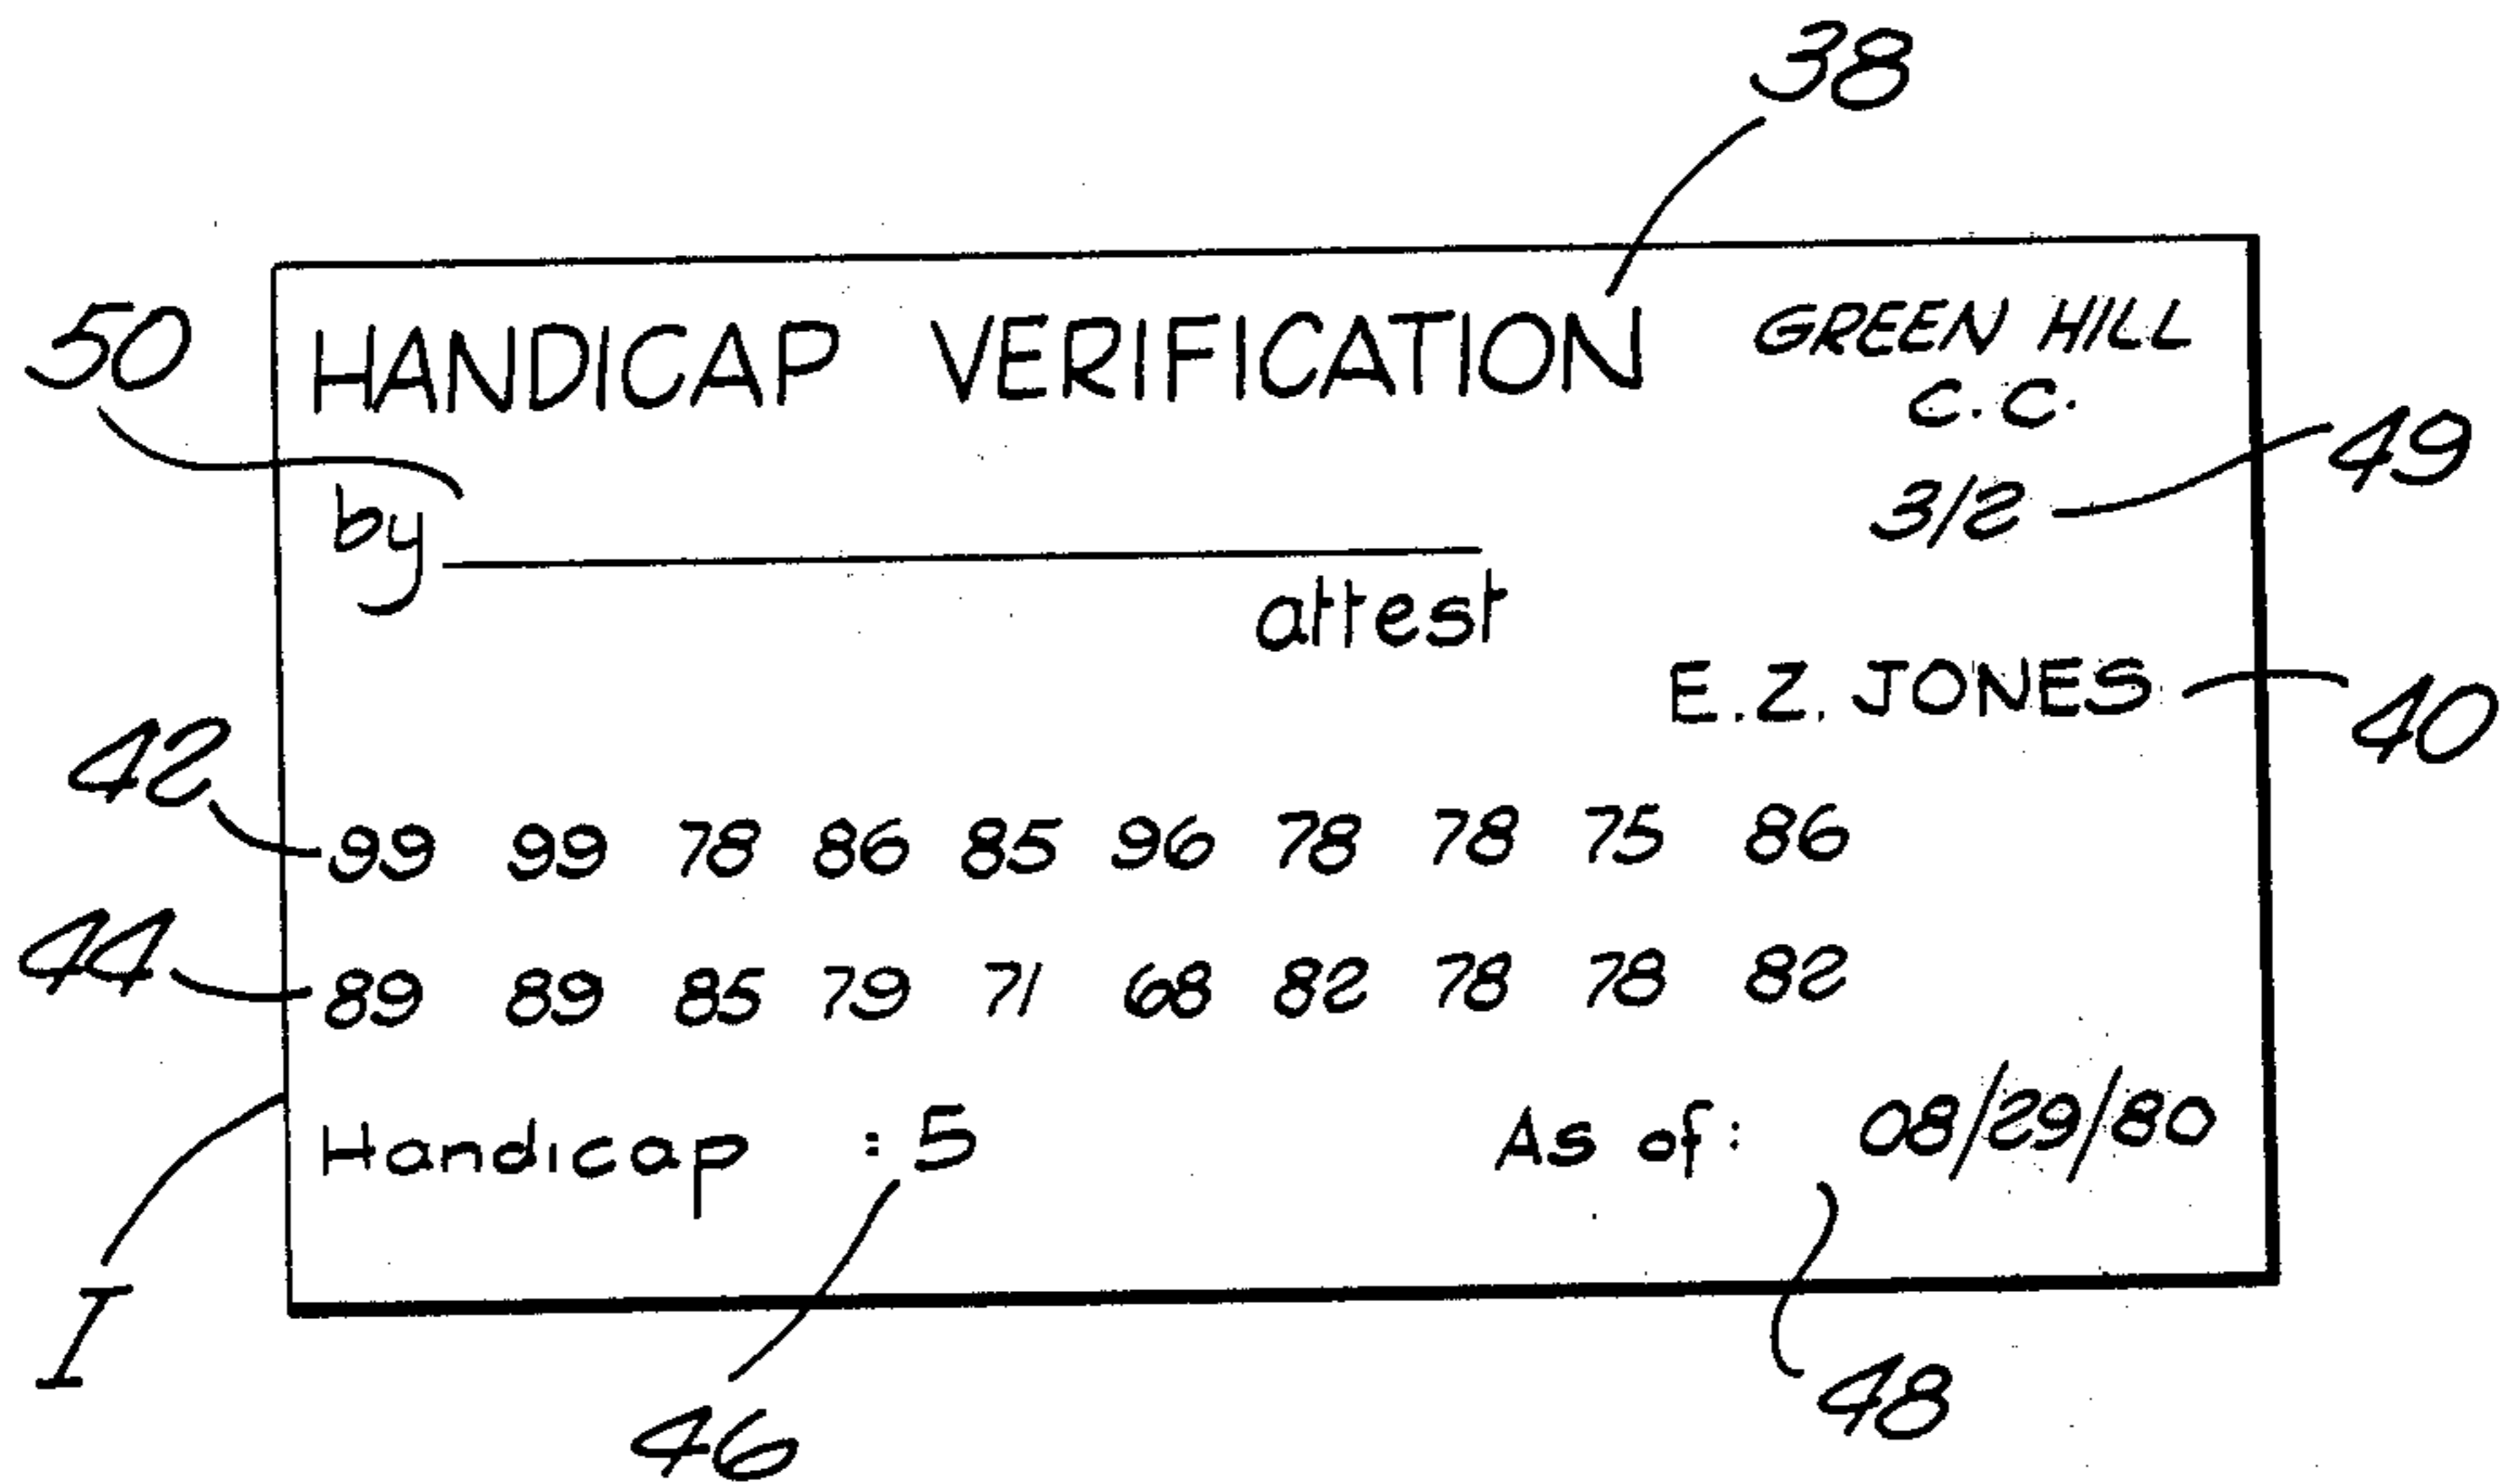 38
50 HANDICAP VERIFICATION GREEN HILL
C.C.
by 3/2 49
attest
E.Z. JONES 40
42 99 99 78 86 85 96 78 78 75 86
44 89 89 85 79 71 68 82 78 78 82
Handicap : 5 As of: 08/29/80
I
46 48